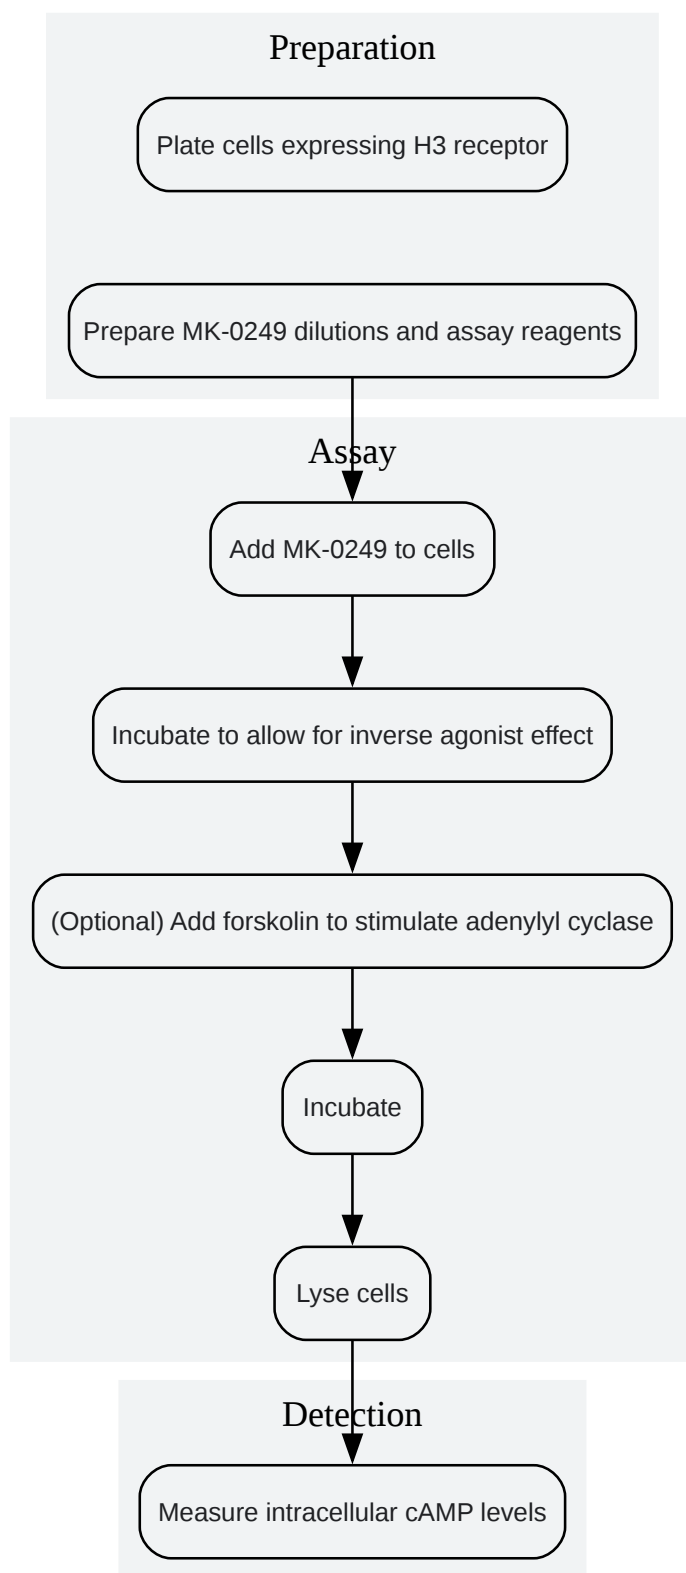 Preparation
Plate cells expressing H3 receptor
Prepare MK-0249 dilutions and assay reagents
Assay
Add MK-0249 to cells
Incubate to allow for inverse agonist effect
(Optional) Add forskolin to stimulate adenylyl cyclase
Incubate
Lyse cells
Detection
Measure intracellular cAMP levels